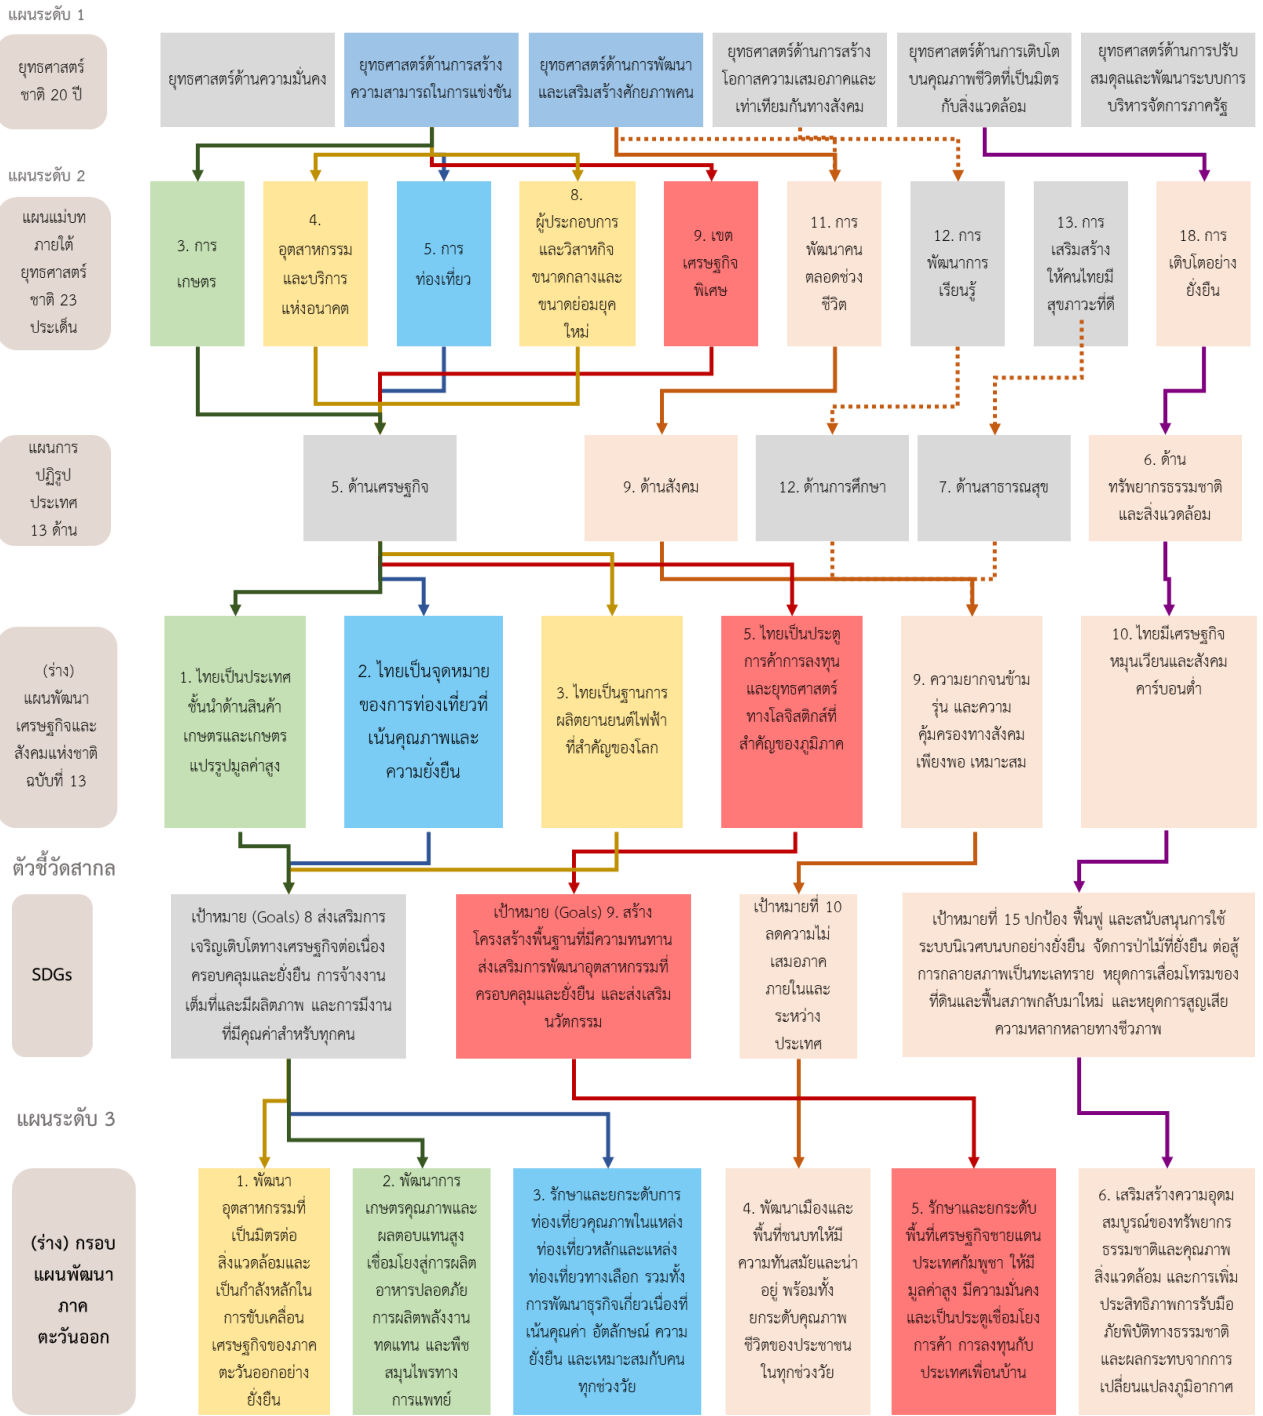 แผนระดับ 1
ยุทธศาสตร์
ชาติ 20 ปี
ยุทธศาสตร์ด้านความมั่นคง
ยุทธศาสตร์ด้านการสร้าง
ความสามารถในการแข่งขัน
ยุทธศาสตร์ด้านการพัฒนา
และเสริมสร้างศักยภาพคน
ยุทธศาสตร์ด้านการสร้าง
โอกาสความเสมอภาคและ
เท่าเทียมกันทางสังคม
ยุทธศาสตร์ด้านการเติบโต
บนคุณภาพชีวิตที่เป็นมิตร
กับสิ่งแวดล้อม
ยุทธศาสตร์ด้านการปรับ
สมดุลและพัฒนาระบบการ
บริหารจัดการภาครัฐ
แผนระดับ 2
แผนแม่บท
ภายใต้
ยุทธศาสตร์
ชาติ 23
ประเด็น
3. การ
เกษตร
4.
อุตสาหกรรม
และบริการ
แห่งอนาคต
5. การ
ท่องเที่ยว
8.
ผู้ประกอบการ
และวิสาหกิจ
ขนาดกลางและ
ขนาดย่อมยุค
ใหม่
9. เขต
เศรษฐกิจ
พิเศษ
11. การ
พัฒนาคน
ตลอดช่วง
ชีวิต
12. การ
พัฒนาการ
เรียนรู้
13. การ
เสริมสร้าง
ให้คนไทยมี
สุขภาวะที่ดี
18. การ
เติบโตอย่าง
ยั่งยืน
แผนการ
ปฏิรูป
ประเทศ
13 ด้าน
5. ด้านเศรษฐกิจ
9. ด้านสังคม
12. ด้านการศึกษา
7. ด้านสาธารณสุข
6. ด้าน
ทรัพยากรธรรมชาติ
และสิ่งแวดล้อม
(ร่าง)
แผนพัฒนา
เศรษฐกิจและ
สังคมแห่งชาติ
ฉบับที่ 13
1. ไทยเป็นประเทศ
ชั้นนำด้านสินค้า
เกษตรและเกษตร
แปรรูปมูลค่าสูง
2. ไทยเป็นจุดหมาย
ของการท่องเที่ยวที่
เน้นคุณภาพและ
ความยั่งยืน
3. ไทยเป็นฐานการ
ผลิตยานยนต์ไฟฟ้า
ที่สำคัญของโลก
5. ไทยเป็นประตู
การค้าการลงทุน
และยุทธศาสตร์
ทางโลจิสติกส์ที่
สำคัญของภูมิภาค
9. ความยากจนข้าม
รุ่น และความ
คุ้มครองทางสังคม
เพียงพอ เหมาะสม
10. ไทยมีเศรษฐกิจ
หมุนเวียนและสังคม
คาร์บอนต่ำ
ตัวชี้วัดสากล
SDGs
เป้าหมาย (Goals) 8 ส่งเสริมการ
เจริญเติบโตทางเศรษฐกิจต่อเนื่อง
ครอบคลุมและยั่งยืน การจ้างงาน
เต็มที่และมีผลิตภาพ และการมีงาน
ที่มีคุณค่าสำหรับทุกคน
เป้าหมาย (Goals) 9. สร้าง
โครงสร้างพื้นฐานที่มีความทนทาน
ส่งเสริมการพัฒนาอุตสาหกรรมที่
ครอบคลุมและยั่งยืน และส่งเสริม
นวัตกรรม
เป้าหมายที่ 10
ลดความไม่
เสมอภาค
ภายในและ
ระหว่าง
ประเทศ
เป้าหมายที่ 15 ปกป้อง ฟื้นฟู และสนับสนุนการใช้
ระบบนิเวศบนบกอย่างยั่งยืน จัดการป่าไม้ที่ยั่งยืน ต่อสู้
การกลายสภาพเป็นทะเลทราย หยุดการเสื่อมโทรมของ
ที่ดินและฟื้นสภาพกลับมาใหม่ และหยุดการสูญเสีย
ความหลากหลายทางชีวภาพ
แผนระดับ 3
(ร่าง) กรอบ
แผนพัฒนา
ภาค
ตะวันออก
1. พัฒนา
อุตสาหกรรมที่
เป็นมิตรต่อ
สิ่งแวดล้อมและ
เป็นกำลังหลักใน
การขับเคลื่อน
เศรษฐกิจของภาค
ตะวันออกอย่าง
ยั่งยืน
2. พัฒนาการ
เกษตรคุณภาพและ
ผลตอบแทนสูง
เชื่อมโยงสู่การผลิต
อาหารปลอดภัย
การผลิตพลังงาน
ทดแทน และพืช
สมุนไพรทาง
การแพทย์
3. รักษาและยกระดับการ
ท่องเที่ยวคุณภาพในแหล่ง
ท่องเที่ยวหลักและแหล่ง
ท่องเที่ยวทางเลือก รวมทั้ง
การพัฒนาธุรกิจเกี่ยวเนื่องที่
เน้นคุณค่า อัตลักษณ์ ความ
ยั่งยืน และเหมาะสมกับคน
ทุกช่วงวัย
4. พัฒนาเมืองและ
พื้นที่ชนบทให้มี
ความทันสมัยและน่า
อยู่ พร้อมทั้ง
ยกระดับคุณภาพ
ชีวิตของประชาชน
ในทุกช่วงวัย
5. รักษาและยกระดับ
พื้นที่เศรษฐกิจชายแดน
ประเทศกัมพูชา ให้มี
มูลค่าสูง มีความมั่นคง
และเป็นประตูเชื่อมโยง
การค้า การลงทุนกับ
ประเทศเพื่อนบ้าน
6. เสริมสร้างความอุดม
สมบูรณ์ของทรัพยากร
ธรรมชาติและคุณภาพ
สิ่งแวดล้อม และการเพิ่ม
ประสิทธิภาพการรับมือ
ภัยพิบัติทางธรรมชาติ
และผลกระทบจากการ
เปลี่ยนแปลงภูมิอากาศ